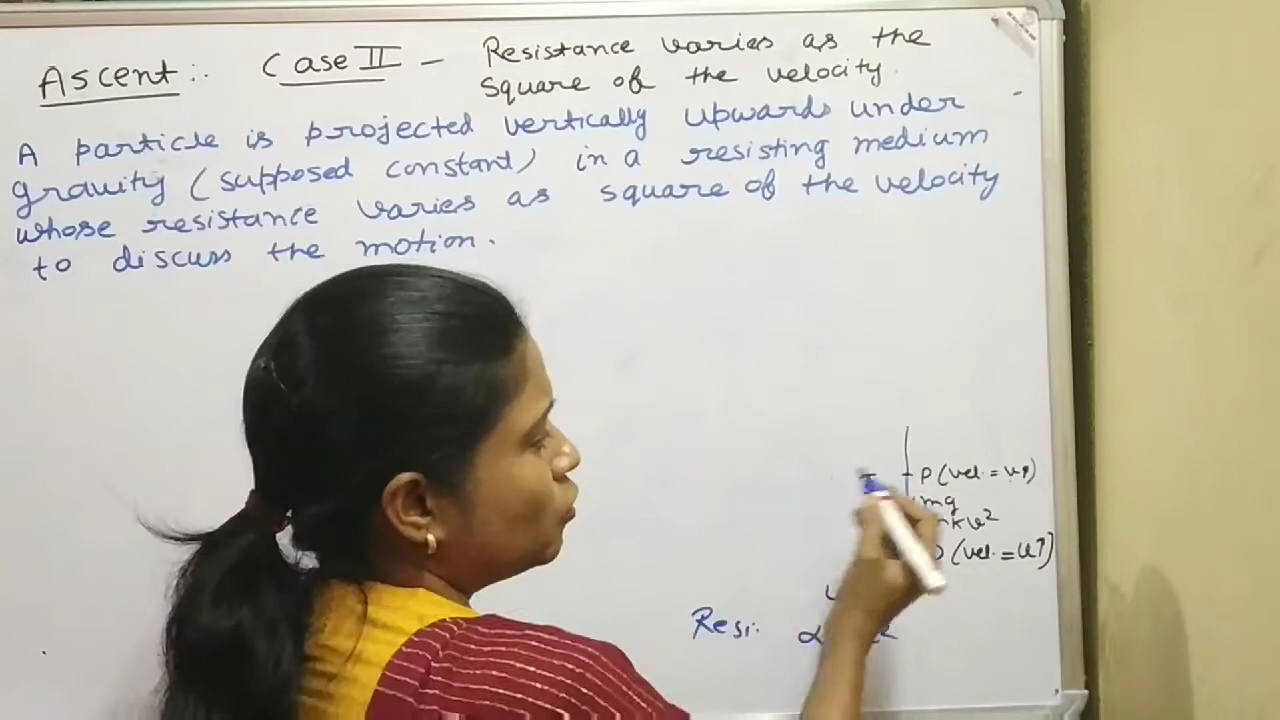 Ascent:. Case II - Resistance varies as the
square of the velocity.
A particle is projected vertically upwards under
gravity (supposed constant) in a resisting medium
whose resistance varies as square of the velocity
to discuss the motion.
P (vel. = v↑)
mg
mkv²
(vel. = u↑)
Resi.